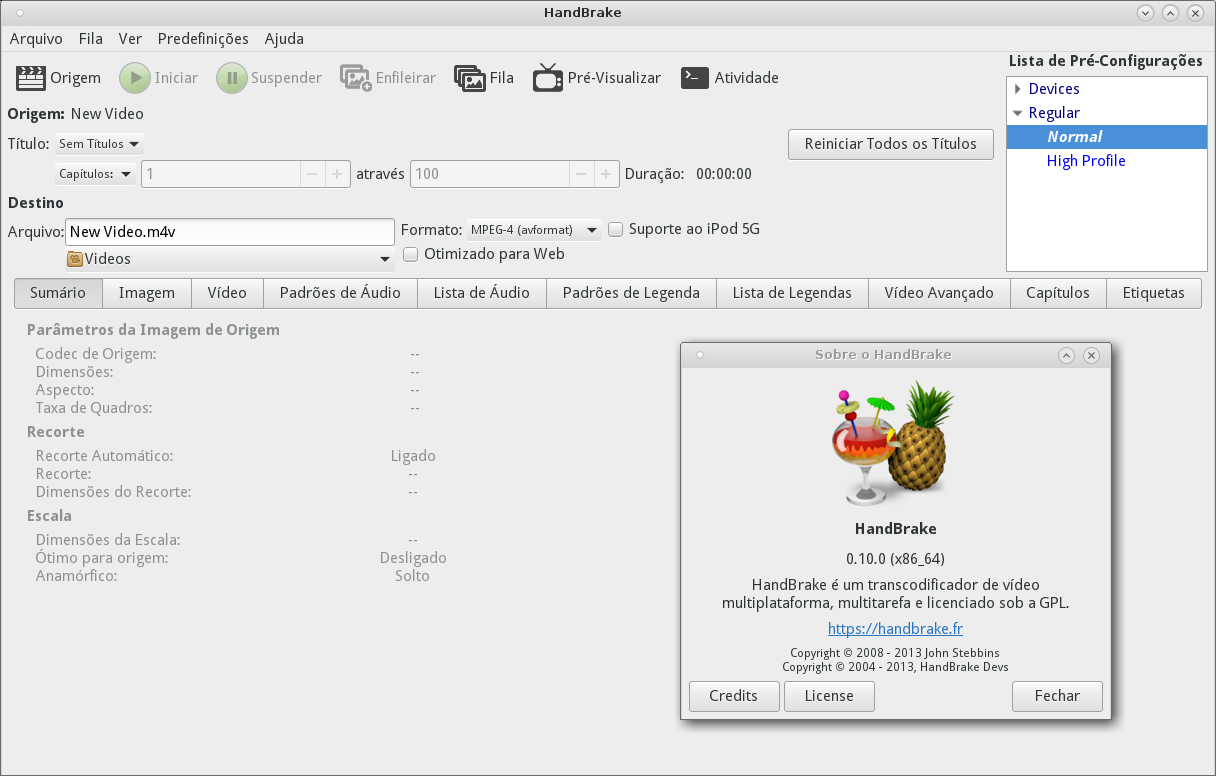 HandBrake
Arquivo Fila Ver Predefinições Ajuda
Origem Iniciar Suspender Enfileirar Fila Pré-Visualizar Atividade
Lista de Pré-Configurações
Devices
Regular
Normal
High Profile
Origem: New Video
Título: Sem Títulos Reiniciar Todos os Títulos
Capítulos: 1 através 100 Duração: 00:00:00
Destino
Arquivo: New Video.m4v Formato: MPEG-4 (avformat) Suporte ao iPod 5G
Videos Otimizado para Web
Sumário Imagem Vídeo Padrões de Áudio Lista de Áudio Padrões de Legenda Lista de Legendas Vídeo Avançado Capítulos Etiquetas
Parâmetros da Imagem de Origem
Codec de Origem: --
Dimensões: --
Aspecto: --
Taxa de Quadros: --
Recorte
Recorte Automático: Ligado
Recorte: --
Dimensões do Recorte: --
Escala
Dimensões da Escala: --
Ótimo para origem: Desligado
Anamórfico: Solto
Sobre o HandBrake
HandBrake
0.10.0 (x86_64)
HandBrake é um transcodificador de vídeo
multiplataforma, multitarefa e licenciado sob a GPL.
https://handbrake.fr
Copyright © 2008 - 2013 John Stebbins
Copyright © 2004 - 2013, HandBrake Devs
Credits License Fechar